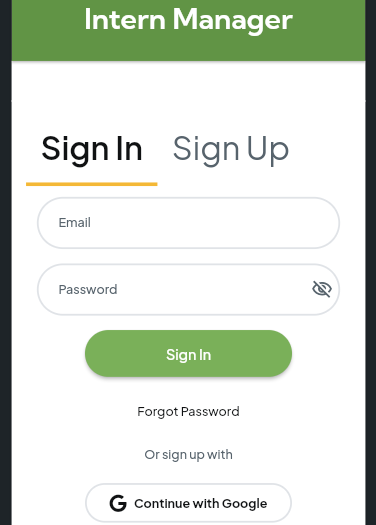 Intern Manager
Sign In Sign Up
Email
Password
Sign In
Forgot Password
Or sign up with
Continue with Google